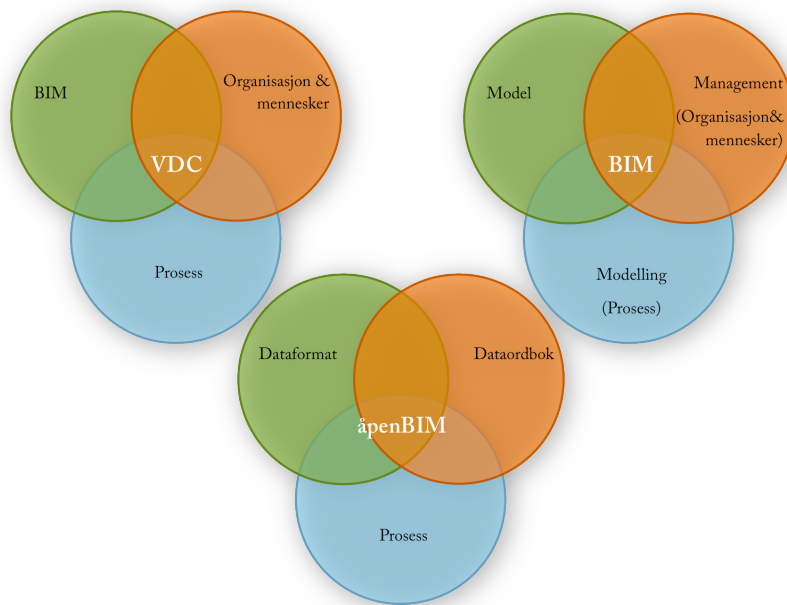 BIM
Organisasjon &
mennesker
VDC
Prosess
Model
Management
(Organisasjon&
mennesker)
BIM
Modelling
(Prosess)
Dataformat
Dataordbok
åpenBIM
Prosess